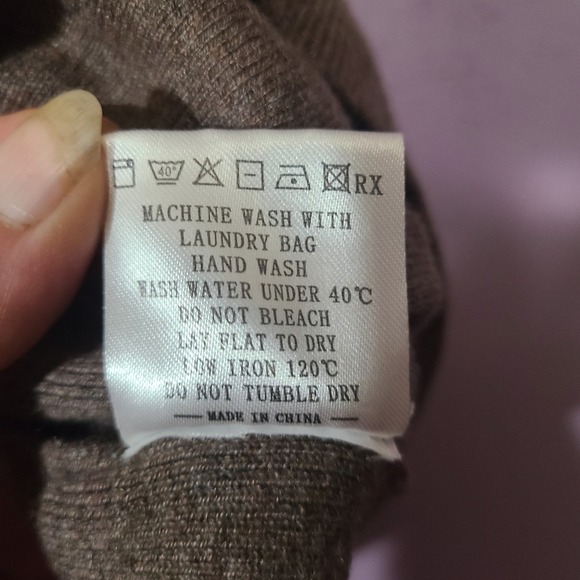 40° RX
MACHINE WASH WITH
LAUNDRY BAG
HAND WASH
WASH WATER UNDER 40℃
DO NOT BLEACH
LAY FLAT TO DRY
LOW IRON 120℃
DO NOT TUMBLE DRY
MADE IN CHINA